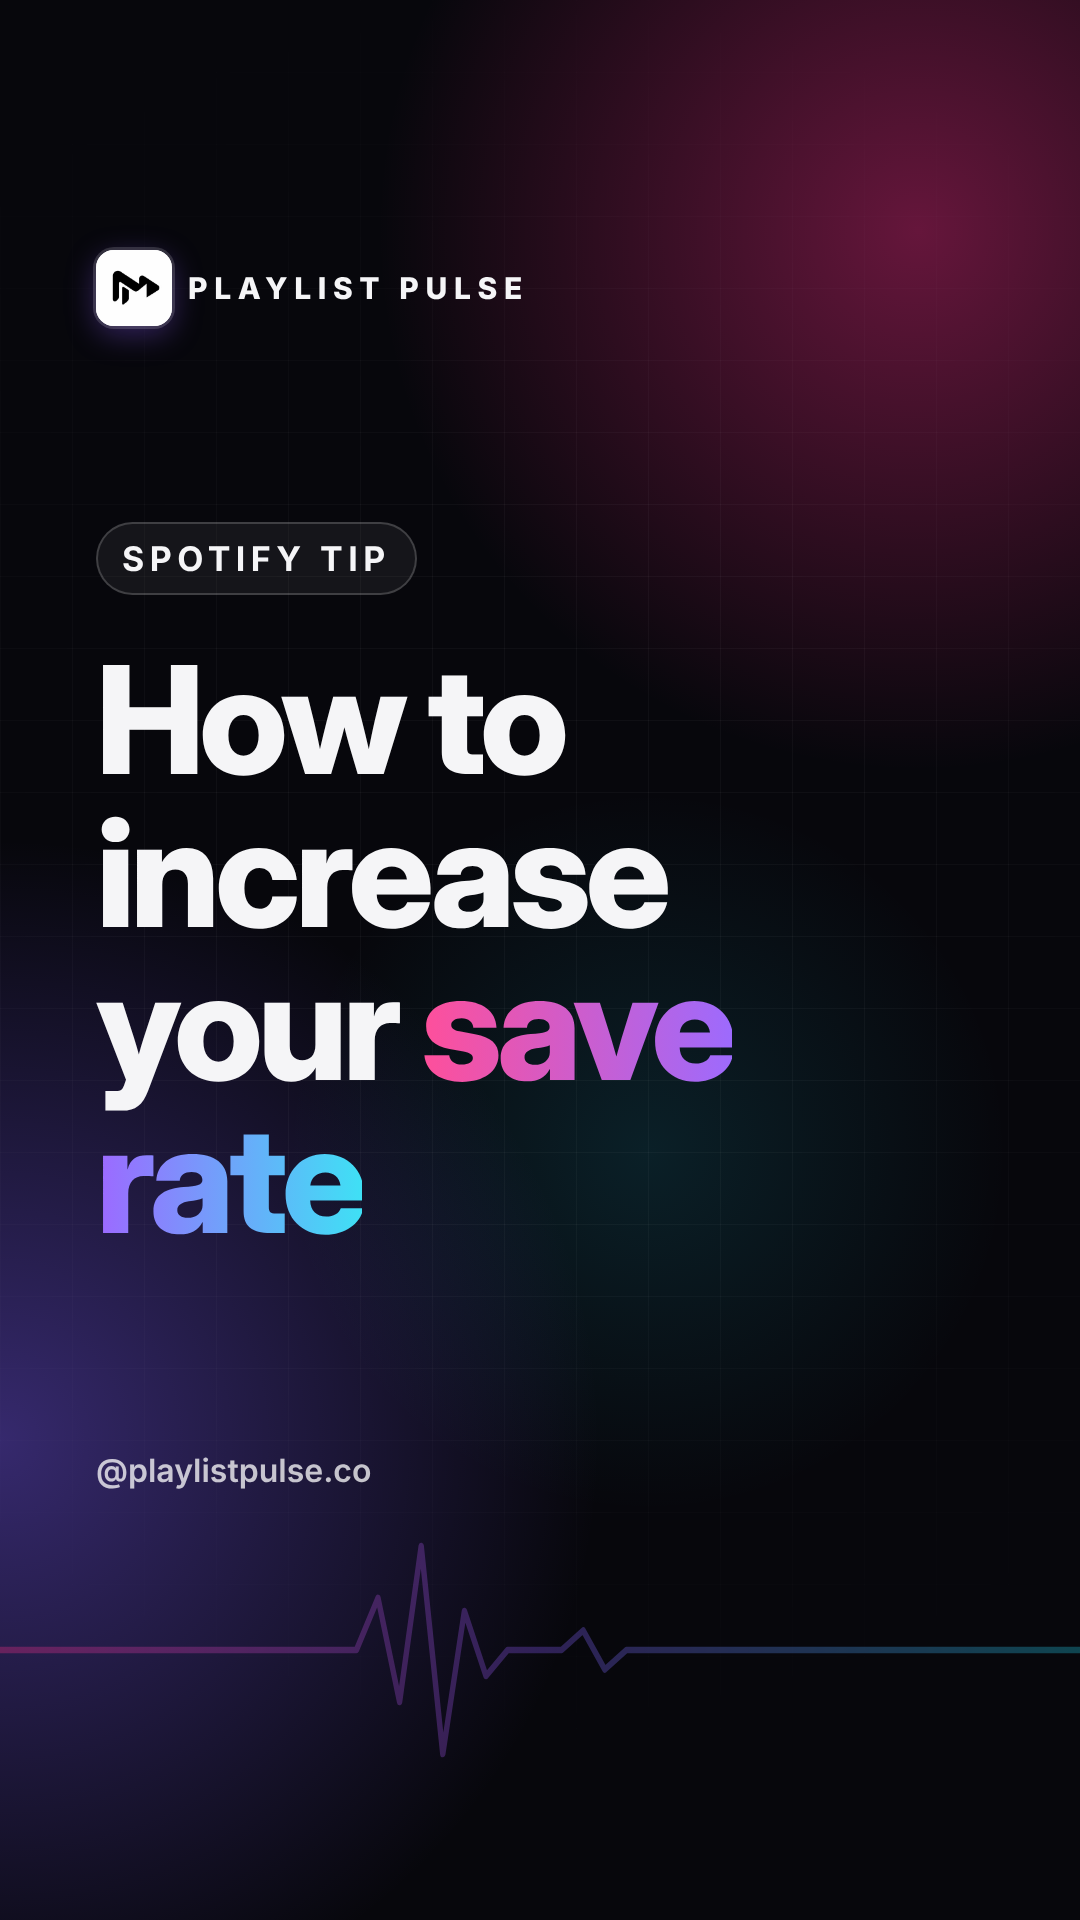 PLAYLIST PULSE
SPOTIFY TIP
How to
increase
your save
rate
@playlistpulse.co